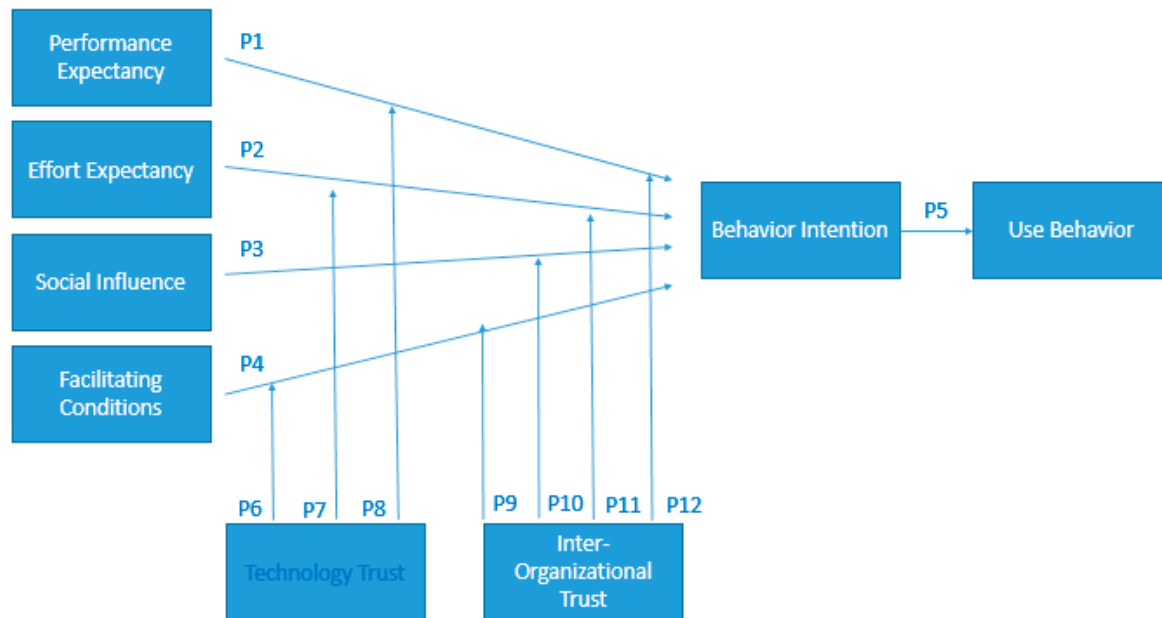 Performance
Expectancy
P1
Effort Expectancy
P2
Behavior Intention
P5
Use Behavior
Social Influence
P3
Facilitating
Conditions
P4
P6
P7
P8
P9
P10
P11
P12
Technology Trust
Inter-
Organizational
Trust